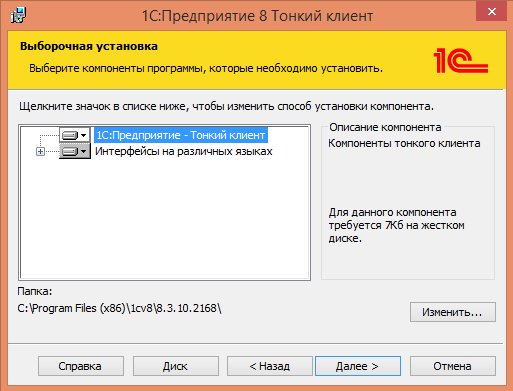 1С:Предприятие 8 Тонкий клиент
Выборочная установка
Выберите компоненты программы, которые необходимо установить.
1С
Щелкните значок в списке ниже, чтобы изменить способ установки компонента.
1С:Предприятие - Тонкий клиент
Интерфейсы на различных языках
Описание компонента
Компоненты тонкого клиента
Для данного компонента
требуется 7Кб на жестком
диске.
Папка:
C:\Program Files (x86)\1cv8\8.3.10.2168\
Изменить...
Справка
Диск
< Назад
Далее >
Отмена